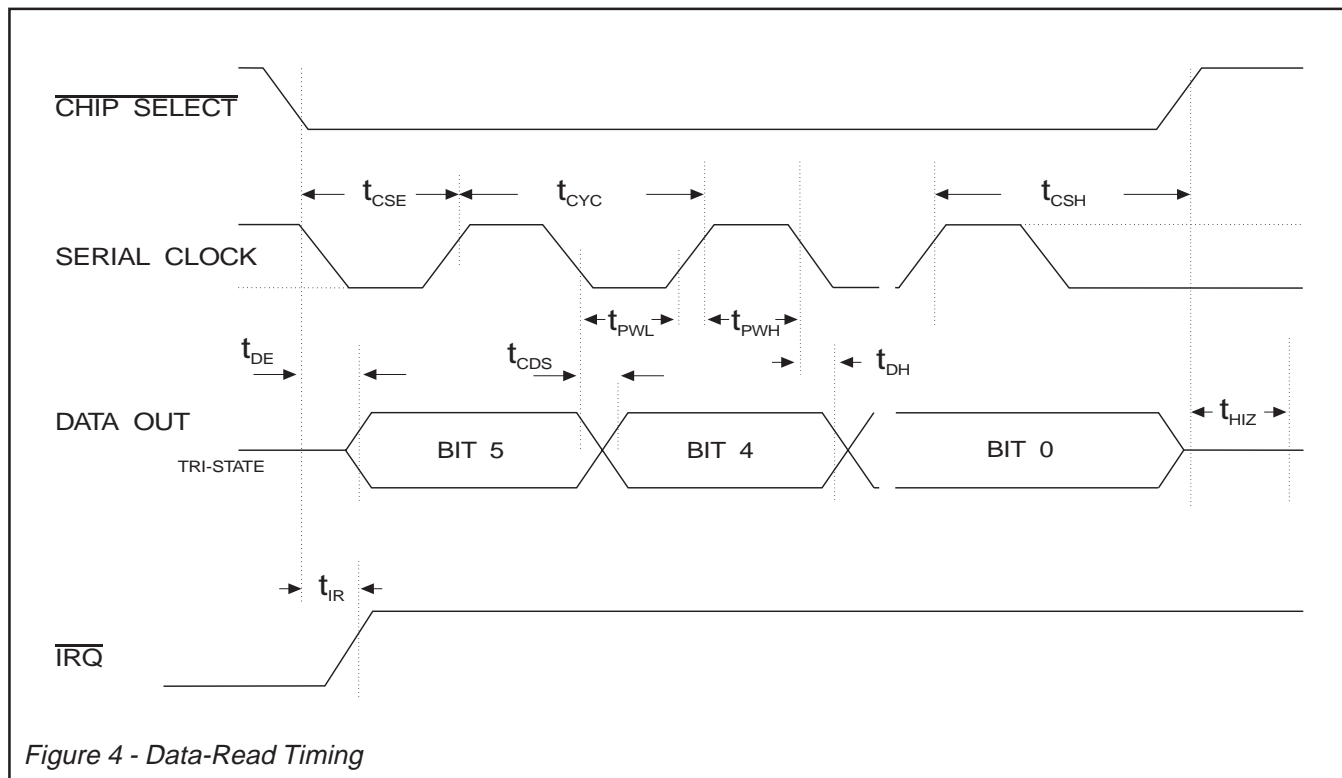 CHIP SELECT
tCSE
tCYC
tCSH
SERIAL CLOCK
tPWL
tPWH
tDE
tCDS
tDH
DATA OUT
tHIZ
BIT 5
BIT 4
BIT 0
TRI-STATE
tIR
IRQ
Figure 4 - Data-Read Timing